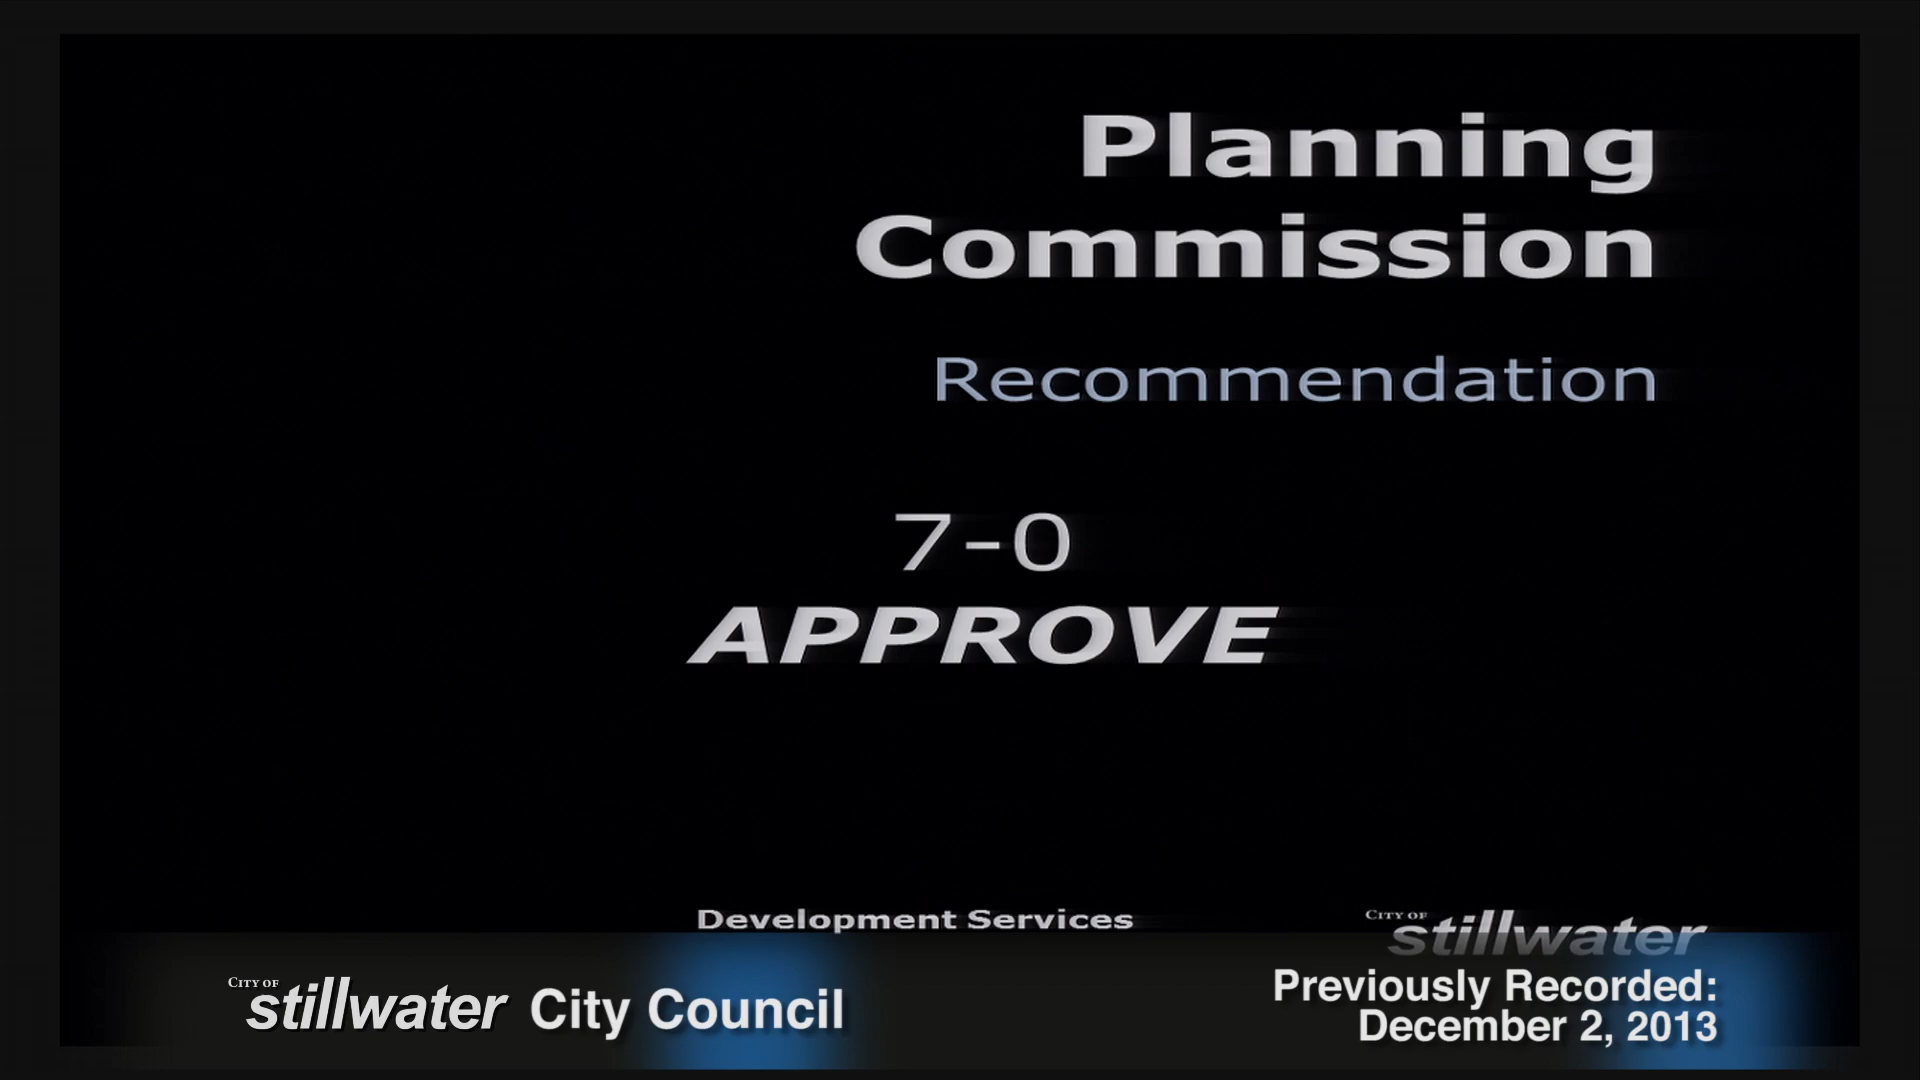 Planning
Commission
Recommendation
7-0
APPROVE
Development Services
CITY OF
stillwater
CITY OF
stillwater City Council
Previously Recorded:
December 2, 2013